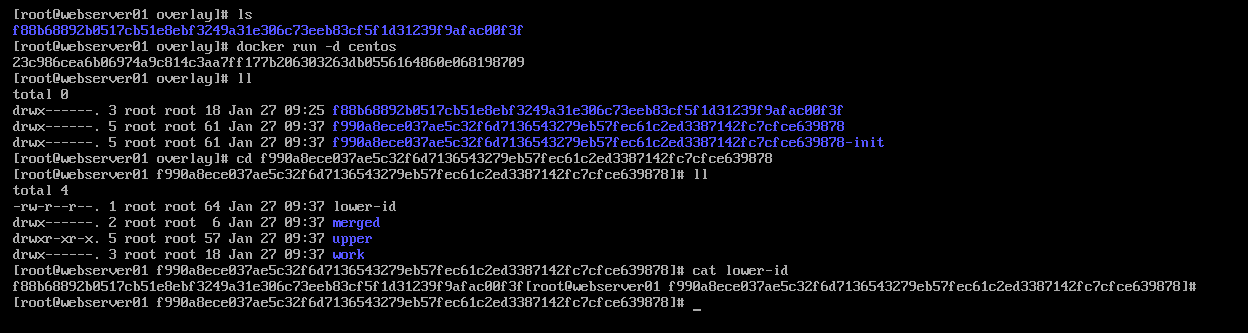 [root@webserver01 overlay]# ls
f88b68892b0517cb51e8ebf3249a31e306c73eeb83cf5f1d31239f9afac00f3f
[root@webserver01 overlay]# docker run -d centos
23c986cea6b06974a9c814c3aa7ff177b206303263db0556164860e068198709
[root@webserver01 overlay]# ll
total 0
drwx------. 3 root root 18 Jan 27 09:25 f88b68892b0517cb51e8ebf3249a31e306c73eeb83cf5f1d31239f9afac00f3f
drwx------. 5 root root 61 Jan 27 09:37 f990a8ece037ae5c32f6d7136543279eb57fec61c2ed3387142fc7cfce639878
drwx------. 5 root root 61 Jan 27 09:37 f990a8ece037ae5c32f6d7136543279eb57fec61c2ed3387142fc7cfce639878-init
[root@webserver01 overlay]# cd f990a8ece037ae5c32f6d7136543279eb57fec61c2ed3387142fc7cfce639878
[root@webserver01 f990a8ece037ae5c32f6d7136543279eb57fec61c2ed3387142fc7cfce639878]# ll
total 4
-rw-r--r--. 1 root root 64 Jan 27 09:37 lower-id
drwx------. 2 root root  6 Jan 27 09:37 merged
drwxr-xr-x. 5 root root 57 Jan 27 09:37 upper
drwx------. 3 root root 18 Jan 27 09:37 work
[root@webserver01 f990a8ece037ae5c32f6d7136543279eb57fec61c2ed3387142fc7cfce639878]# cat lower-id
f88b68892b0517cb51e8ebf3249a31e306c73eeb83cf5f1d31239f9afac00f3f[root@webserver01 f990a8ece037ae5c32f6d7136543279eb57fec61c2ed3387142fc7cfce639878]#
[root@webserver01 f990a8ece037ae5c32f6d7136543279eb57fec61c2ed3387142fc7cfce639878]# _